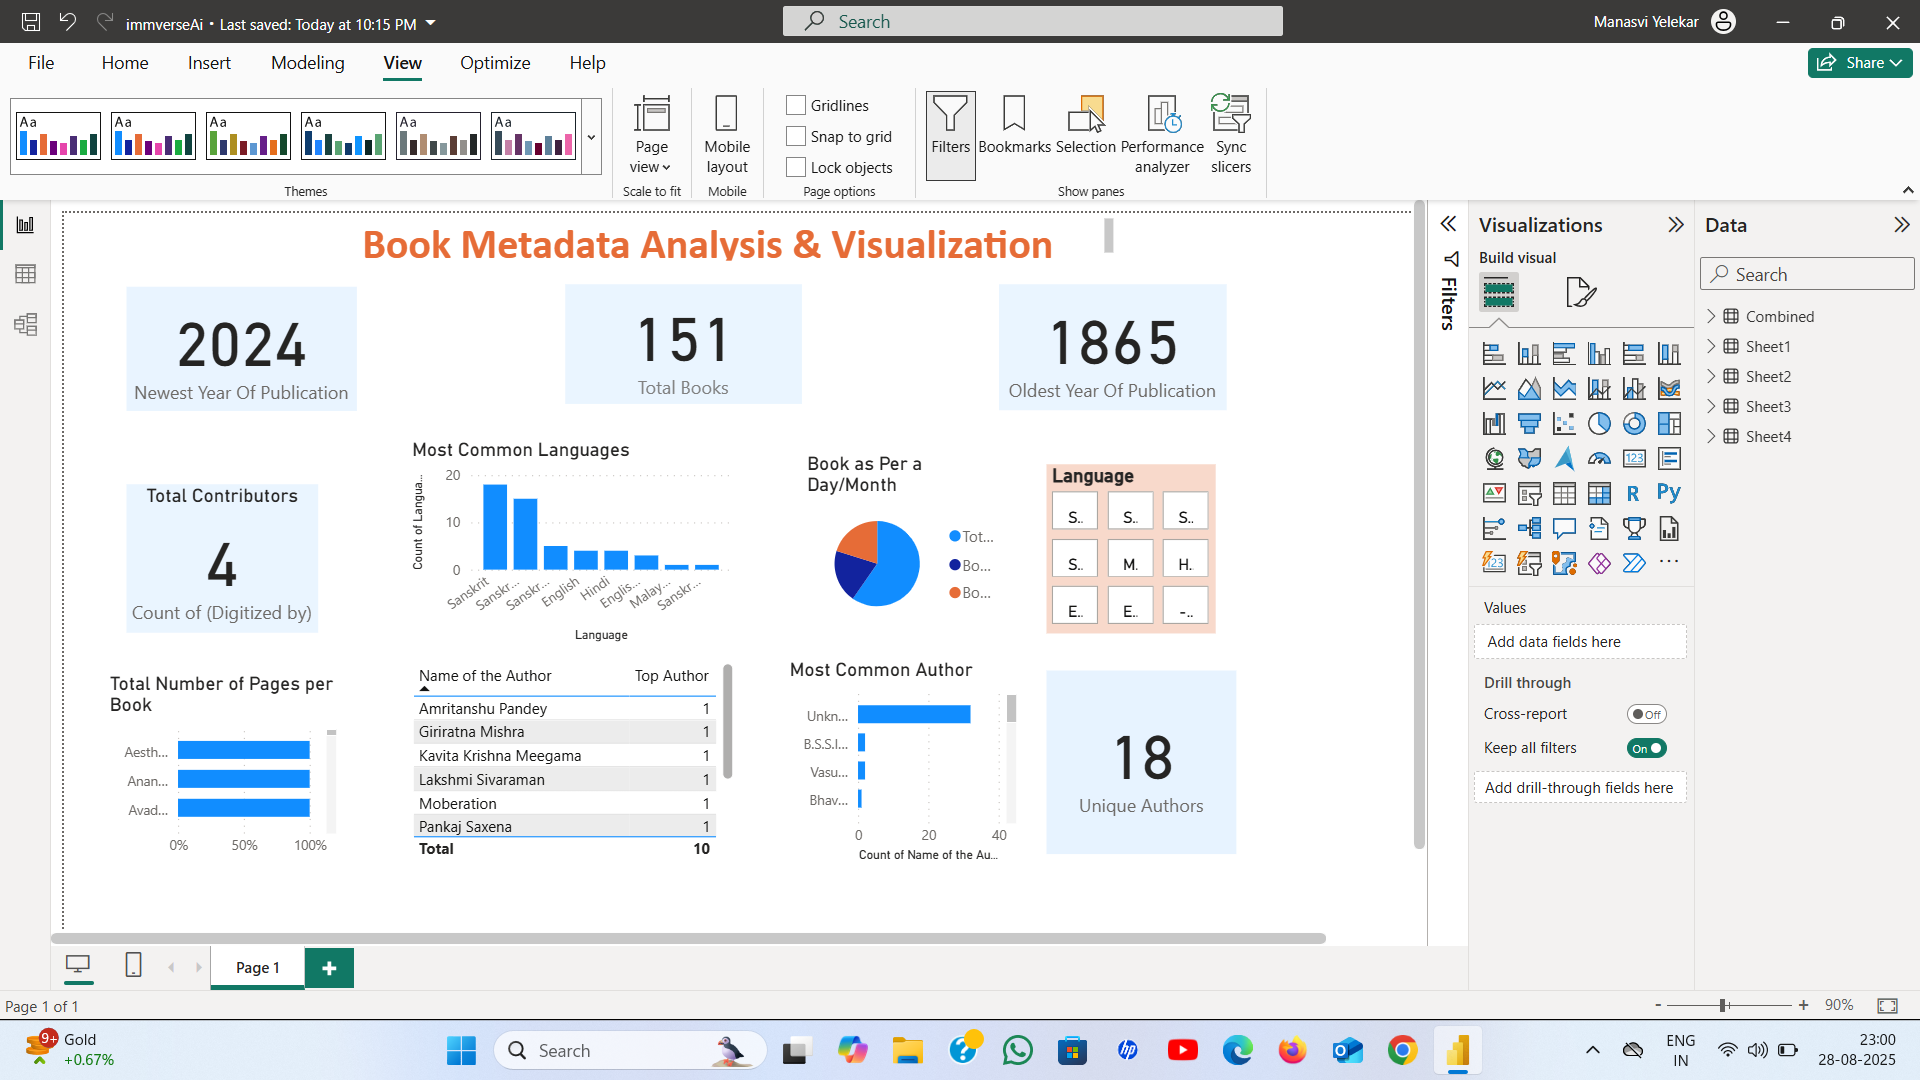 immverseAi • Last saved: Today at 10:15 PM
Search
Manasvi Yelekar
File
Home
Insert
Modeling
View
Optimize
Help
Share
Aa
Aa
Aa
Aa
Aa
Aa
Themes
Page
view
Scale to fit
Mobile
layout
Mobile
Gridlines
Snap to grid
Lock objects
Page options
Filters
Bookmarks
Selection
Performance
analyzer
Sync
slicers
Show panes
Book Metadata Analysis & Visualization
2024
Newest Year Of Publication
151
Total Books
1865
Oldest Year Of Publication
Total Contributors
4
Count of (Digitized by)
Most Common Languages
Count of Langua...
20
10
0
Sanskrit
Sanskr...
Sanskr...
English
Hindi
Englis...
Malay...
Sanskr...
Language
Book as Per a
Day/Month
Tot...
Bo...
Bo...
Language
S..
S..
S..
S..
M.
H.
E..
E..
-..
Total Number of Pages per
Book
Aesth...
Anan...
Avad...
0%
50%
100%
Name of the Author
Top Author
Amritanshu Pandey 1
Giriratna Mishra 1
Kavita Krishna Meegama 1
Lakshmi Sivaraman 1
Moberation 1
Pankaj Saxena 1
Total 10
Most Common Author
Unkn...
B.S.S.I...
Vasu...
Bhav...
0
20
40
Count of Name of the Au...
18
Unique Authors
Filters
Visualizations
Build visual
123
R
Py
123
Values
Add data fields here
Drill through
Cross-report
Off
Keep all filters
On
Add drill-through fields here
Data
Search
Combined
Sheet1
Sheet2
Sheet3
Sheet4
Page 1
+
Page 1 of 1
-
+
90%
9+
Gold
+0.67%
Search
hp
ENG
IN
23:00
28-08-2025